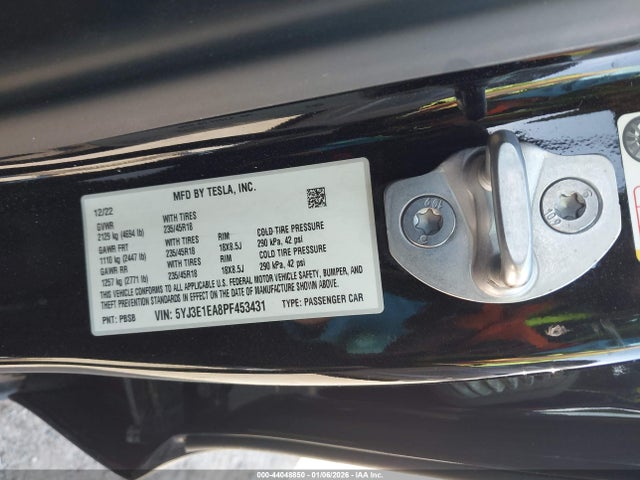 MFD BY TESLA, INC.
12/22
GVWR WITH TIRES
2129 kg (4694 lb) 235/45R18 RIM COLD TIRE PRESSURE
GAWR FRT WITH TIRES 18X8.5J 290 kPa, 42 psi
1110 kg (2447 lb) 235/45R18 RIM COLD TIRE PRESSURE
GAWR RR WITH TIRES 18X8.5J 290 kPa, 42 psi
1257 kg (2771 lb) 235/45R18
THIS VEHICLE CONFORMS TO ALL APPLICABLE U.S. FEDERAL MOTOR VEHICLE SAFETY, BUMPER, AND
THEFT PREVENTION STANDARDS IN EFFECT ON THE DATE OF MANUFACTURE SHOWN ABOVE.
PNT: PBSB VIN: 5YJ3E1EA8PF453431 TYPE: PASSENGER CAR
000-44048850 - 01/06/2026 - IAA Inc.